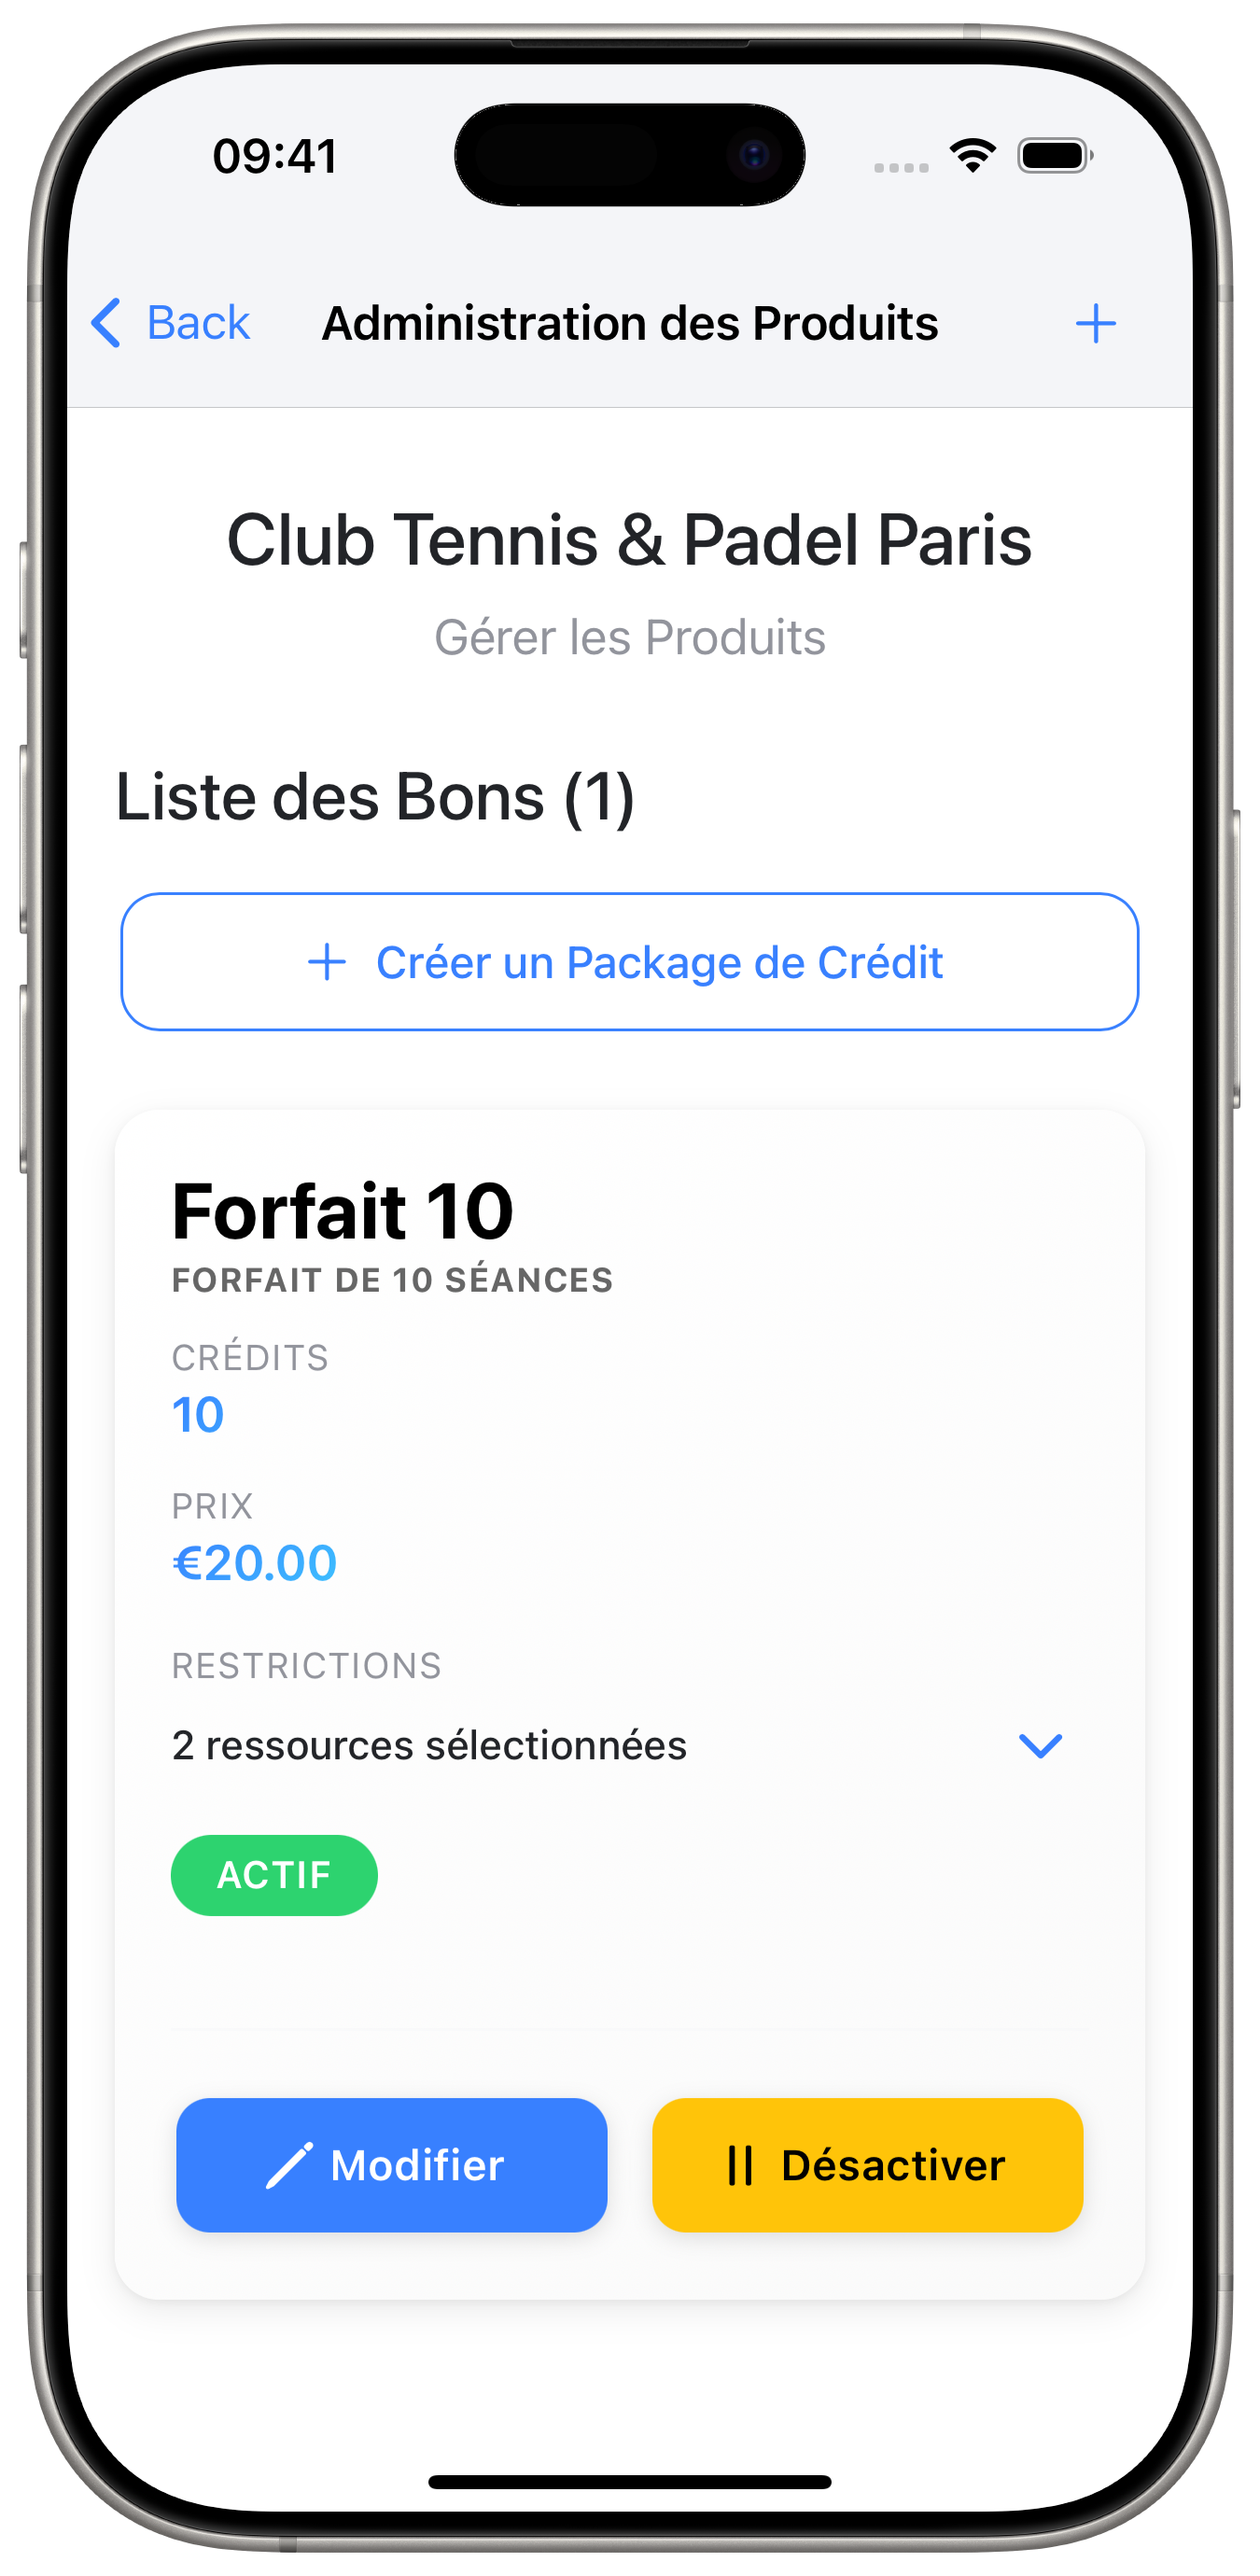 09:41
Back Administration des Produits
Club Tennis & Padel Paris
Gérer les Produits
Liste des Bons (1)
Créer un Package de Crédit
Forfait 10
FORFAIT DE 10 SÉANCES
CRÉDITS
10
PRIX
€20.00
RESTRICTIONS
2 ressources sélectionnées
ACTIF
Modifier Désactiver